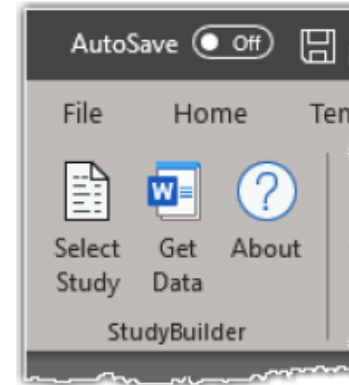 AutoSave Off
File Home
Select Get About
Study Data
StudyBuilder